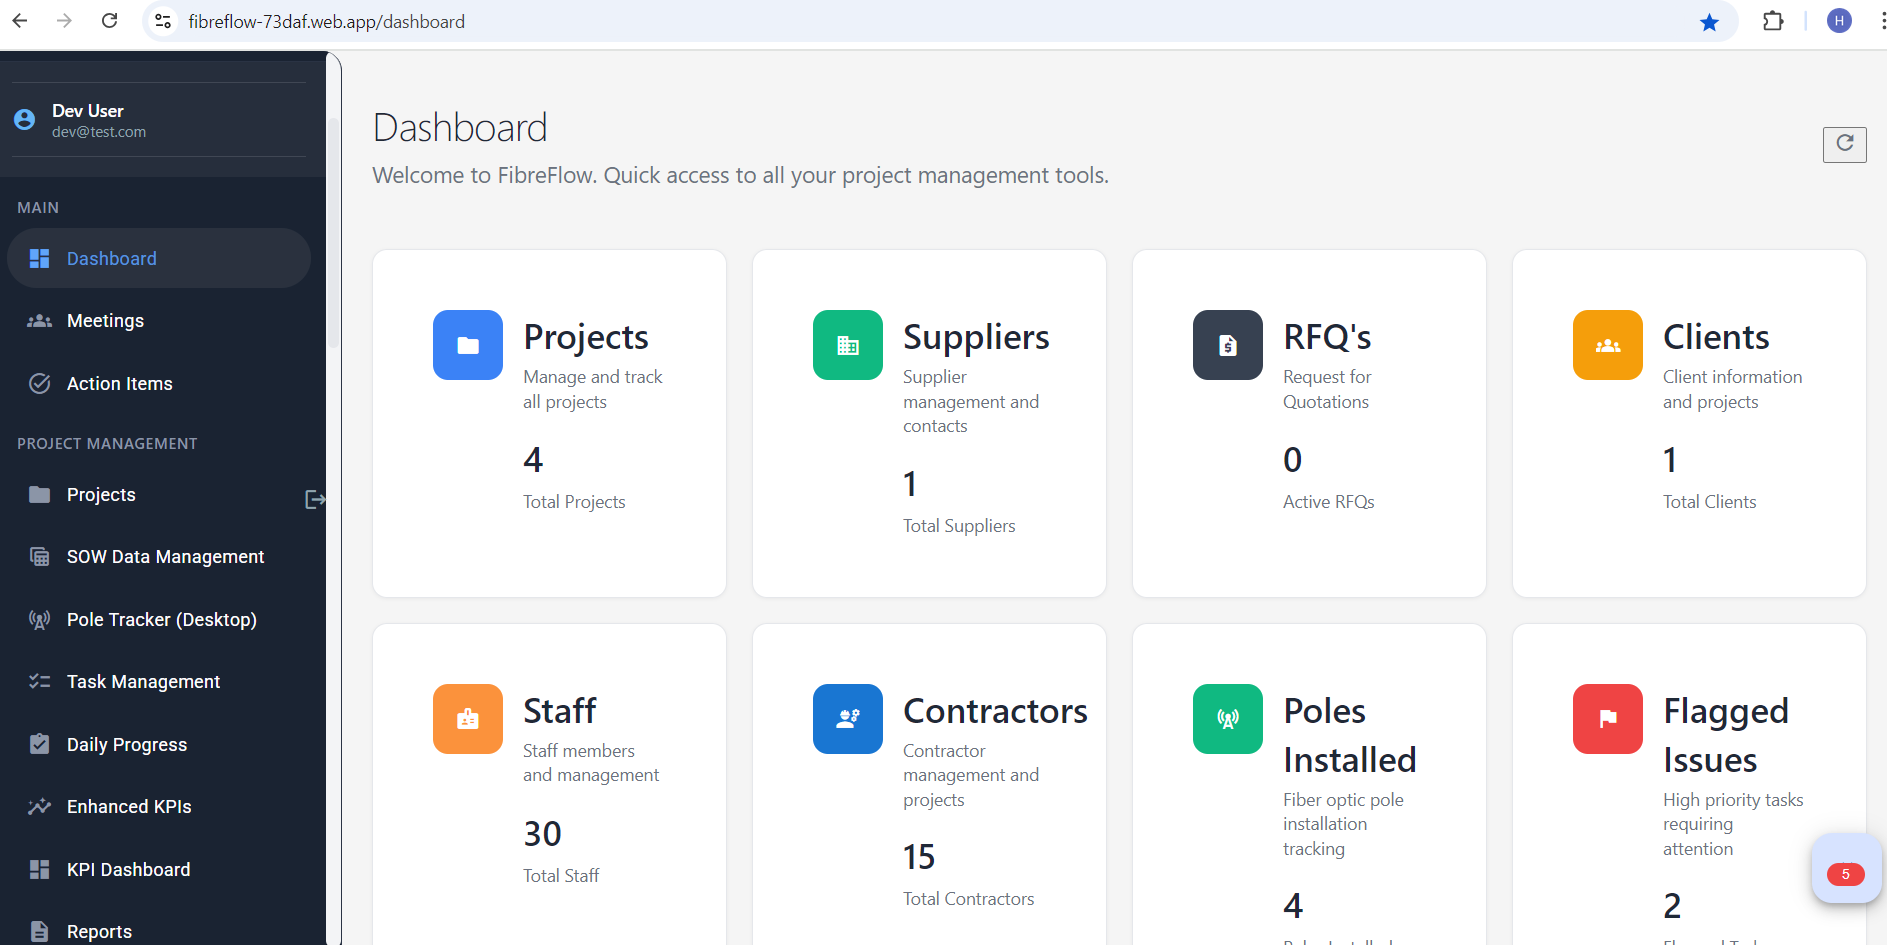 fibreflow-73daf.web.app/dashboard
H
Dev User
dev@test.com
MAIN
Dashboard
Meetings
Action Items
PROJECT MANAGEMENT
Projects
SOW Data Management
Pole Tracker (Desktop)
Task Management
Daily Progress
Enhanced KPIs
KPI Dashboard
Reports
Dashboard
Welcome to FibreFlow. Quick access to all your project management tools.
Projects
Manage and track
all projects
4
Total Projects
Suppliers
Supplier
management and
contacts
1
Total Suppliers
RFQ's
Request for
Quotations
0
Active RFQs
Clients
Client information
and projects
1
Total Clients
Staff
Staff members
and management
30
Total Staff
Contractors
Contractor
management and
projects
15
Total Contractors
Poles
Installed
Fiber optic pole
installation
tracking
4
Flagged
Issues
High priority tasks
requiring
attention
2
5